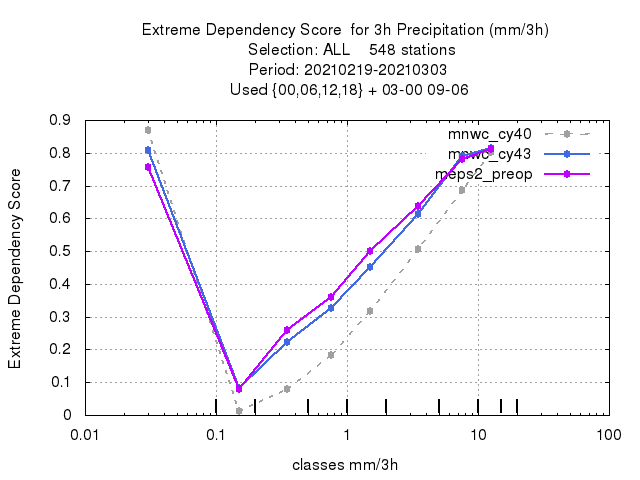 Extreme Dependency Score  for 3h Precipitation (mm/3h)
Selection: ALL    548 stations
Period: 20210219-20210303
Used {00,06,12,18} + 03-00 09-06
mnwc_cy40
mnwc_cy43
meps2_preop
Extreme Dependency Score
0.9
0.8
0.7
0.6
0.5
0.4
0.3
0.2
0.1
0
0.01
0.1
1
10
100
classes mm/3h